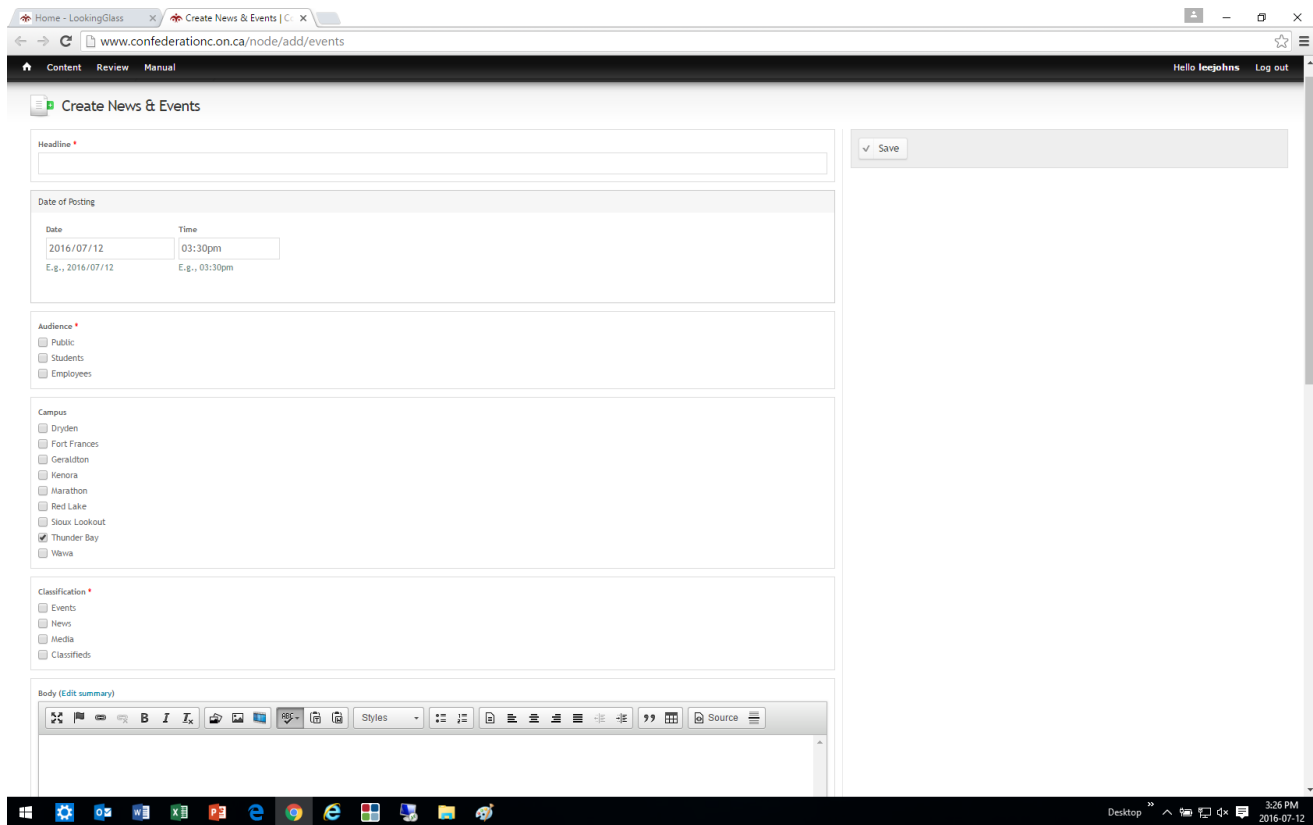 Home - LookingGlass
Create News & Events | C
www.confederationc.on.ca/node/add/events
Content Review Manual Hello leejohns Log out
Create News & Events
Headline *
Save
Date of Posting
Date Time
2016/07/12 03:30pm
E.g., 2016/07/12 E.g., 03:30pm
Audience *
Public
Students
Employees
Campus
Dryden
Fort Frances
Geraldton
Kenora
Marathon
Red Lake
Sioux Lookout
Thunder Bay
Wawa
Classification *
Events
News
Media
Classifieds
Body (Edit summary)
B I Ix ABC Styles Source
Desktop 3:26 PM
2016-07-12